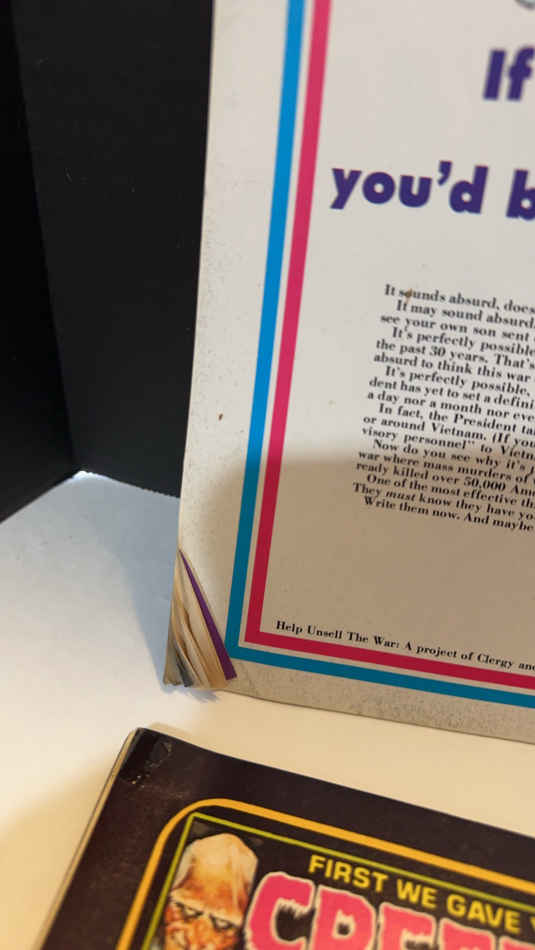 If
you'd b
It sounds absurd, does
It may sound absurd,
see your own son sent
It's perfectly possible
the past 30 years. That's
absurd to think this war
It's perfectly possible,
dent has yet to set a defini
a day nor a month nor eve
In fact, the President ta
or around Vietnam. (If you
visory personnel" to Vietn
Now do you see why it's j
war where mass murders of
ready killed over 50,000 Ame
One of the most effective th
They must know they have yo
Write them now. And maybe
Help Unsell The War: A project of Clergy and
FIRST WE GAVE Y
CREE